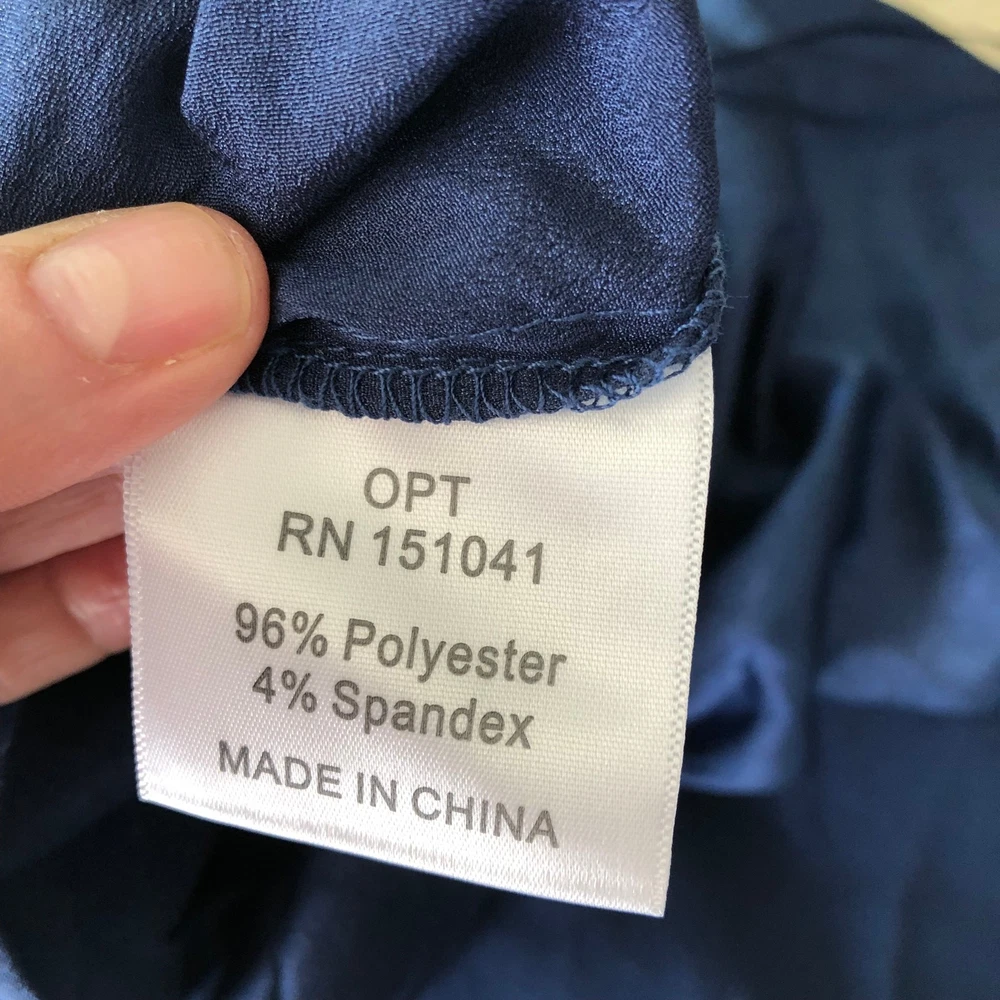 OPT
RN 151041
96% Polyester
4% Spandex
MADE IN CHINA